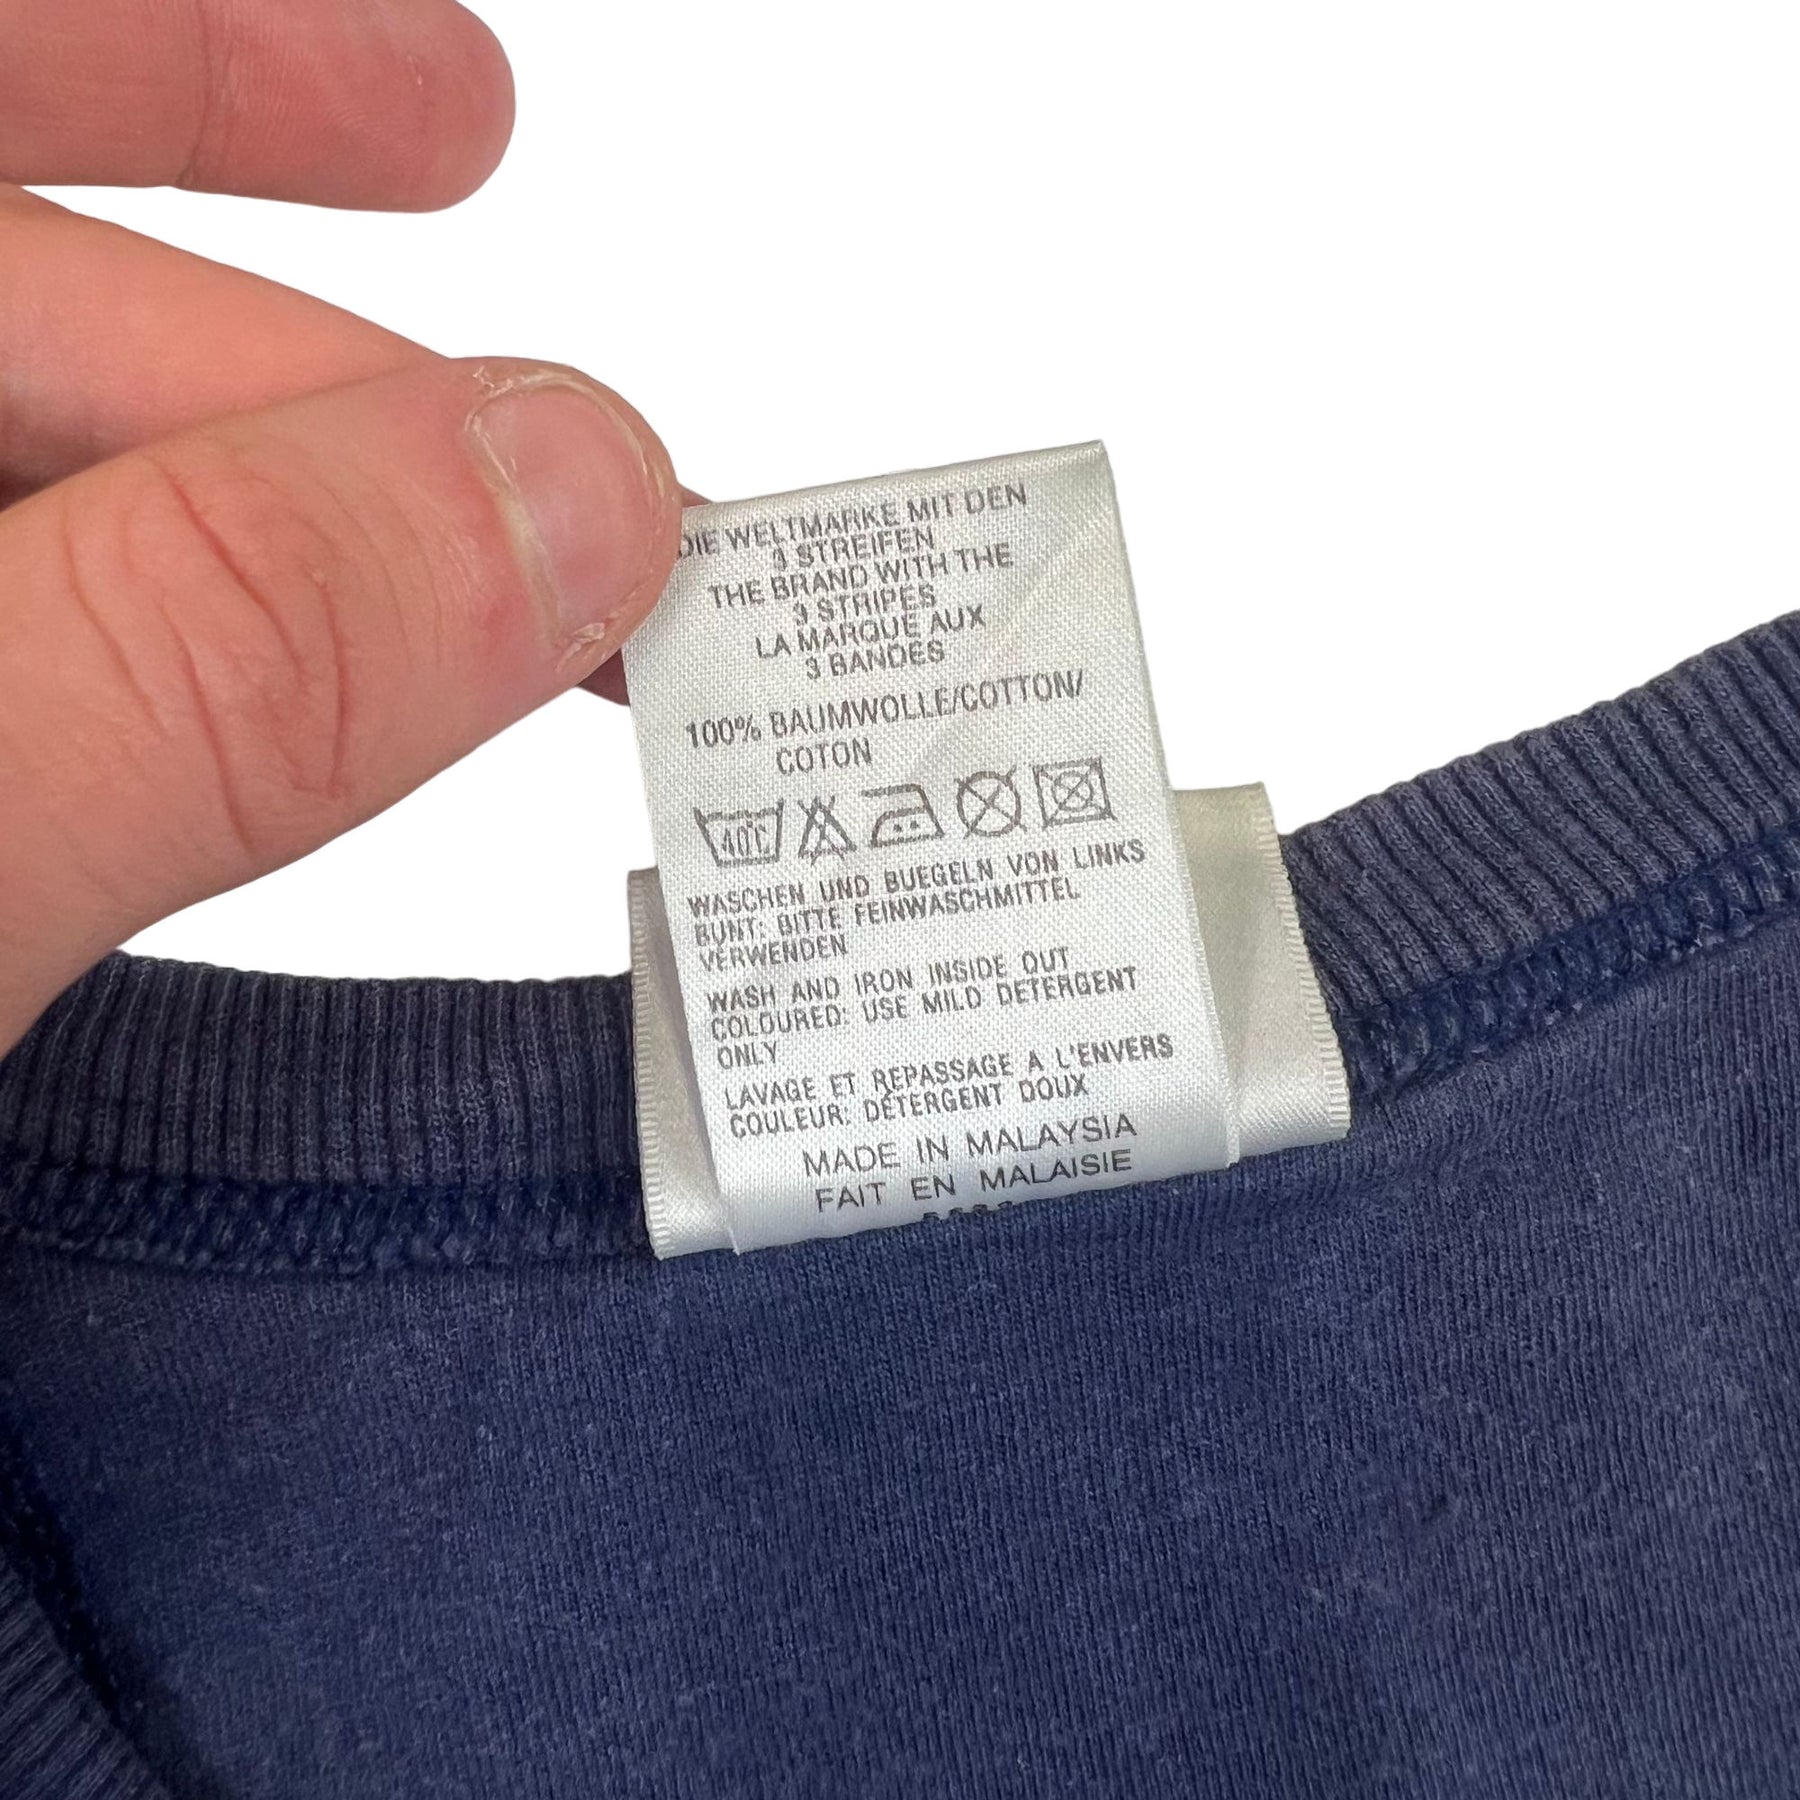 DIE WELTMARKE MIT DEN
3 STREIFEN
THE BRAND WITH THE
3 STRIPES
LA MARQUE AUX
3 BANDES
100% BAUMWOLLE/COTTON/
COTON
40°C
WASCHEN UND BUEGELN VON LINKS
BUNT: BITTE FEINWASCHMITTEL
VERWENDEN
WASH AND IRON INSIDE OUT
COLOURED: USE MILD DETERGENT
ONLY
LAVAGE ET REPASSAGE A L'ENVERS
COULEUR: DÉTERGENT DOUX
MADE IN MALAYSIA
FAIT EN MALAISIE